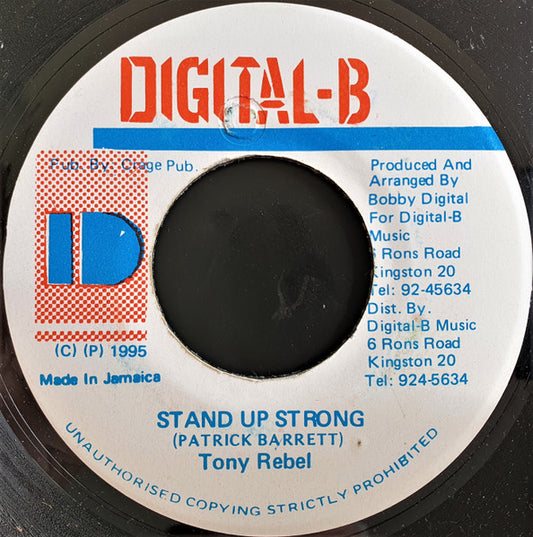 DIGITAL-B
Pub. By. Crage Pub.
ID
(C) (P) 1995
Made In Jamaica
Produced And
Arranged By
Bobby Digital
For Digital-B
Music
6 Rons Road
Kingston 20
Tel: 92-45634
Dist. By.
Digital-B Music
6 Rons Road
Kingston 20
Tel: 924-5634
STAND UP STRONG
(PATRICK BARRETT)
Tony Rebel
UNAUTHORISED COPYING STRICTLY PROHIBITED